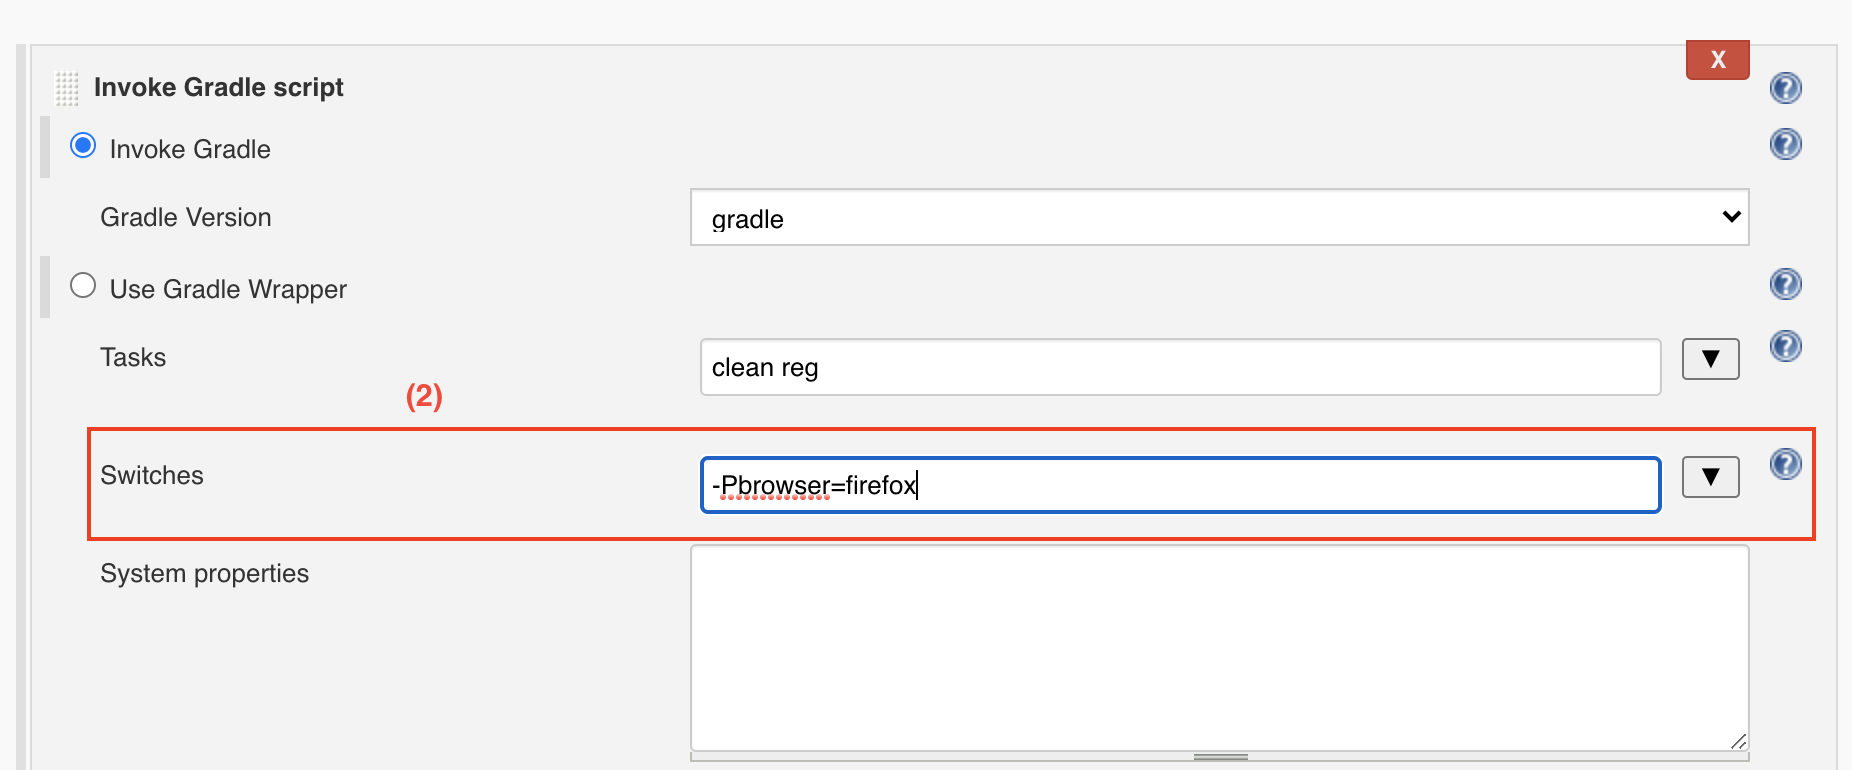 X
Invoke Gradle script
?
Invoke Gradle
?
Gradle Version
gradle
Use Gradle Wrapper
?
Tasks
clean reg
▼
?
(2)
Switches
-Pbrowser=firefox
▼
?
System properties